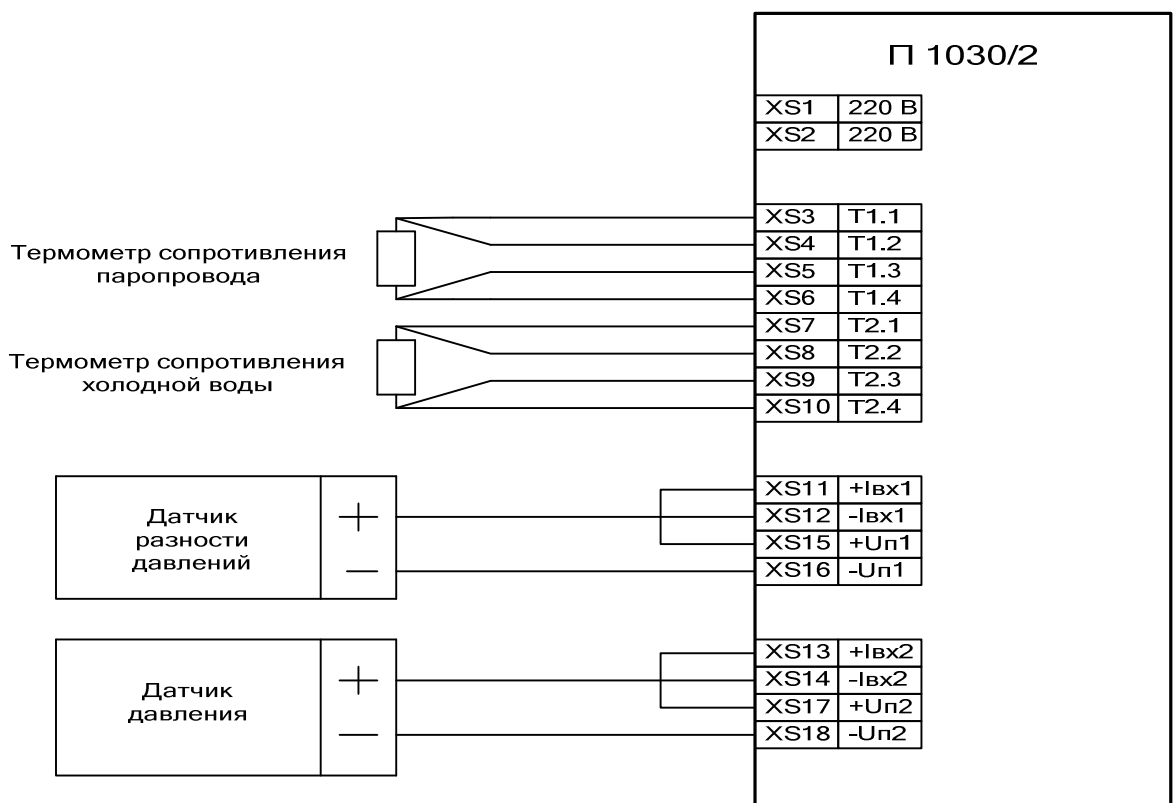 П 1030/2
XS1 220 В
XS2 220 В
XS3 T1.1
XS4 T1.2
XS5 T1.3
XS6 T1.4
XS7 T2.1
XS8 T2.2
XS9 T2.3
XS10 T2.4
Термометр сопротивления
паропровода
Термометр сопротивления
холодной воды
Датчик
разности
давлений
+
−
XS11 +Iвх1
XS12 -Iвх1
XS15 +Uп1
XS16 -Uп1
Датчик
давления
+
−
XS13 +Iвх2
XS14 -Iвх2
XS17 +Uп2
XS18 -Uп2